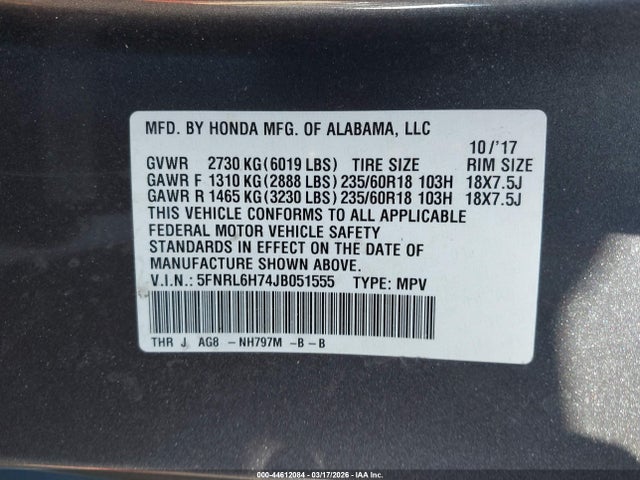 MFD. BY HONDA MFG. OF ALABAMA, LLC
10/'17
GVWR 2730 KG (6019 LBS) TIRE SIZE RIM SIZE
GAWR F 1310 KG (2888 LBS) 235/60R18 103H 18X7.5J
GAWR R 1465 KG (3230 LBS) 235/60R18 103H 18X7.5J
THIS VEHICLE CONFORMS TO ALL APPLICABLE
FEDERAL MOTOR VEHICLE SAFETY
STANDARDS IN EFFECT ON THE DATE OF
MANUFACTURE SHOWN ABOVE.
V.I.N.: 5FNRL6H74JB051555 TYPE: MPV
THR J AG8 - NH797M - B - B
000-44612084 | 03/17/2026 | IAA Inc.